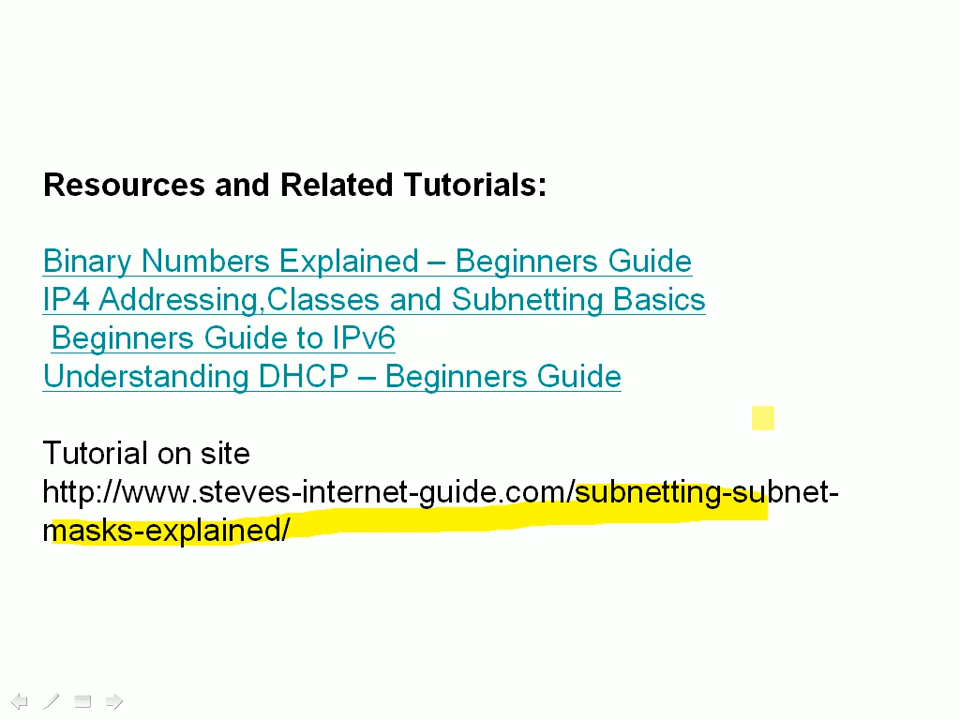 Resources and Related Tutorials:
Binary Numbers Explained – Beginners Guide
IP4 Addressing,Classes and Subnetting Basics
Beginners Guide to IPv6
Understanding DHCP – Beginners Guide
Tutorial on site
http://www.steves-internet-guide.com/subnetting-subnet-
masks-explained/